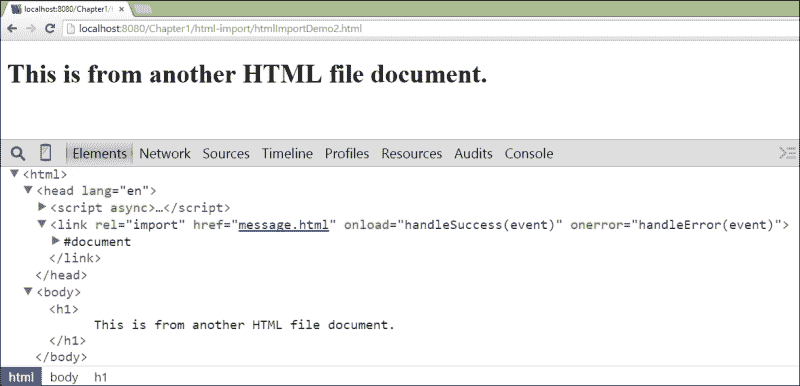 localhost:8080/Chapter1/
localhost:8080/Chapter1/html-import/htmlImportDemo2.html
This is from another HTML file document.
Elements Network Sources Timeline Profiles Resources Audits Console
<html>
<head lang="en">
<script async>…</script>
<link rel="import" href="message.html" onload="handleSuccess(event)" onerror="handleError(event)">
#document
</link>
</head>
<body>
<h1>
This is from another HTML file document.
</h1>
</body>
html body h1